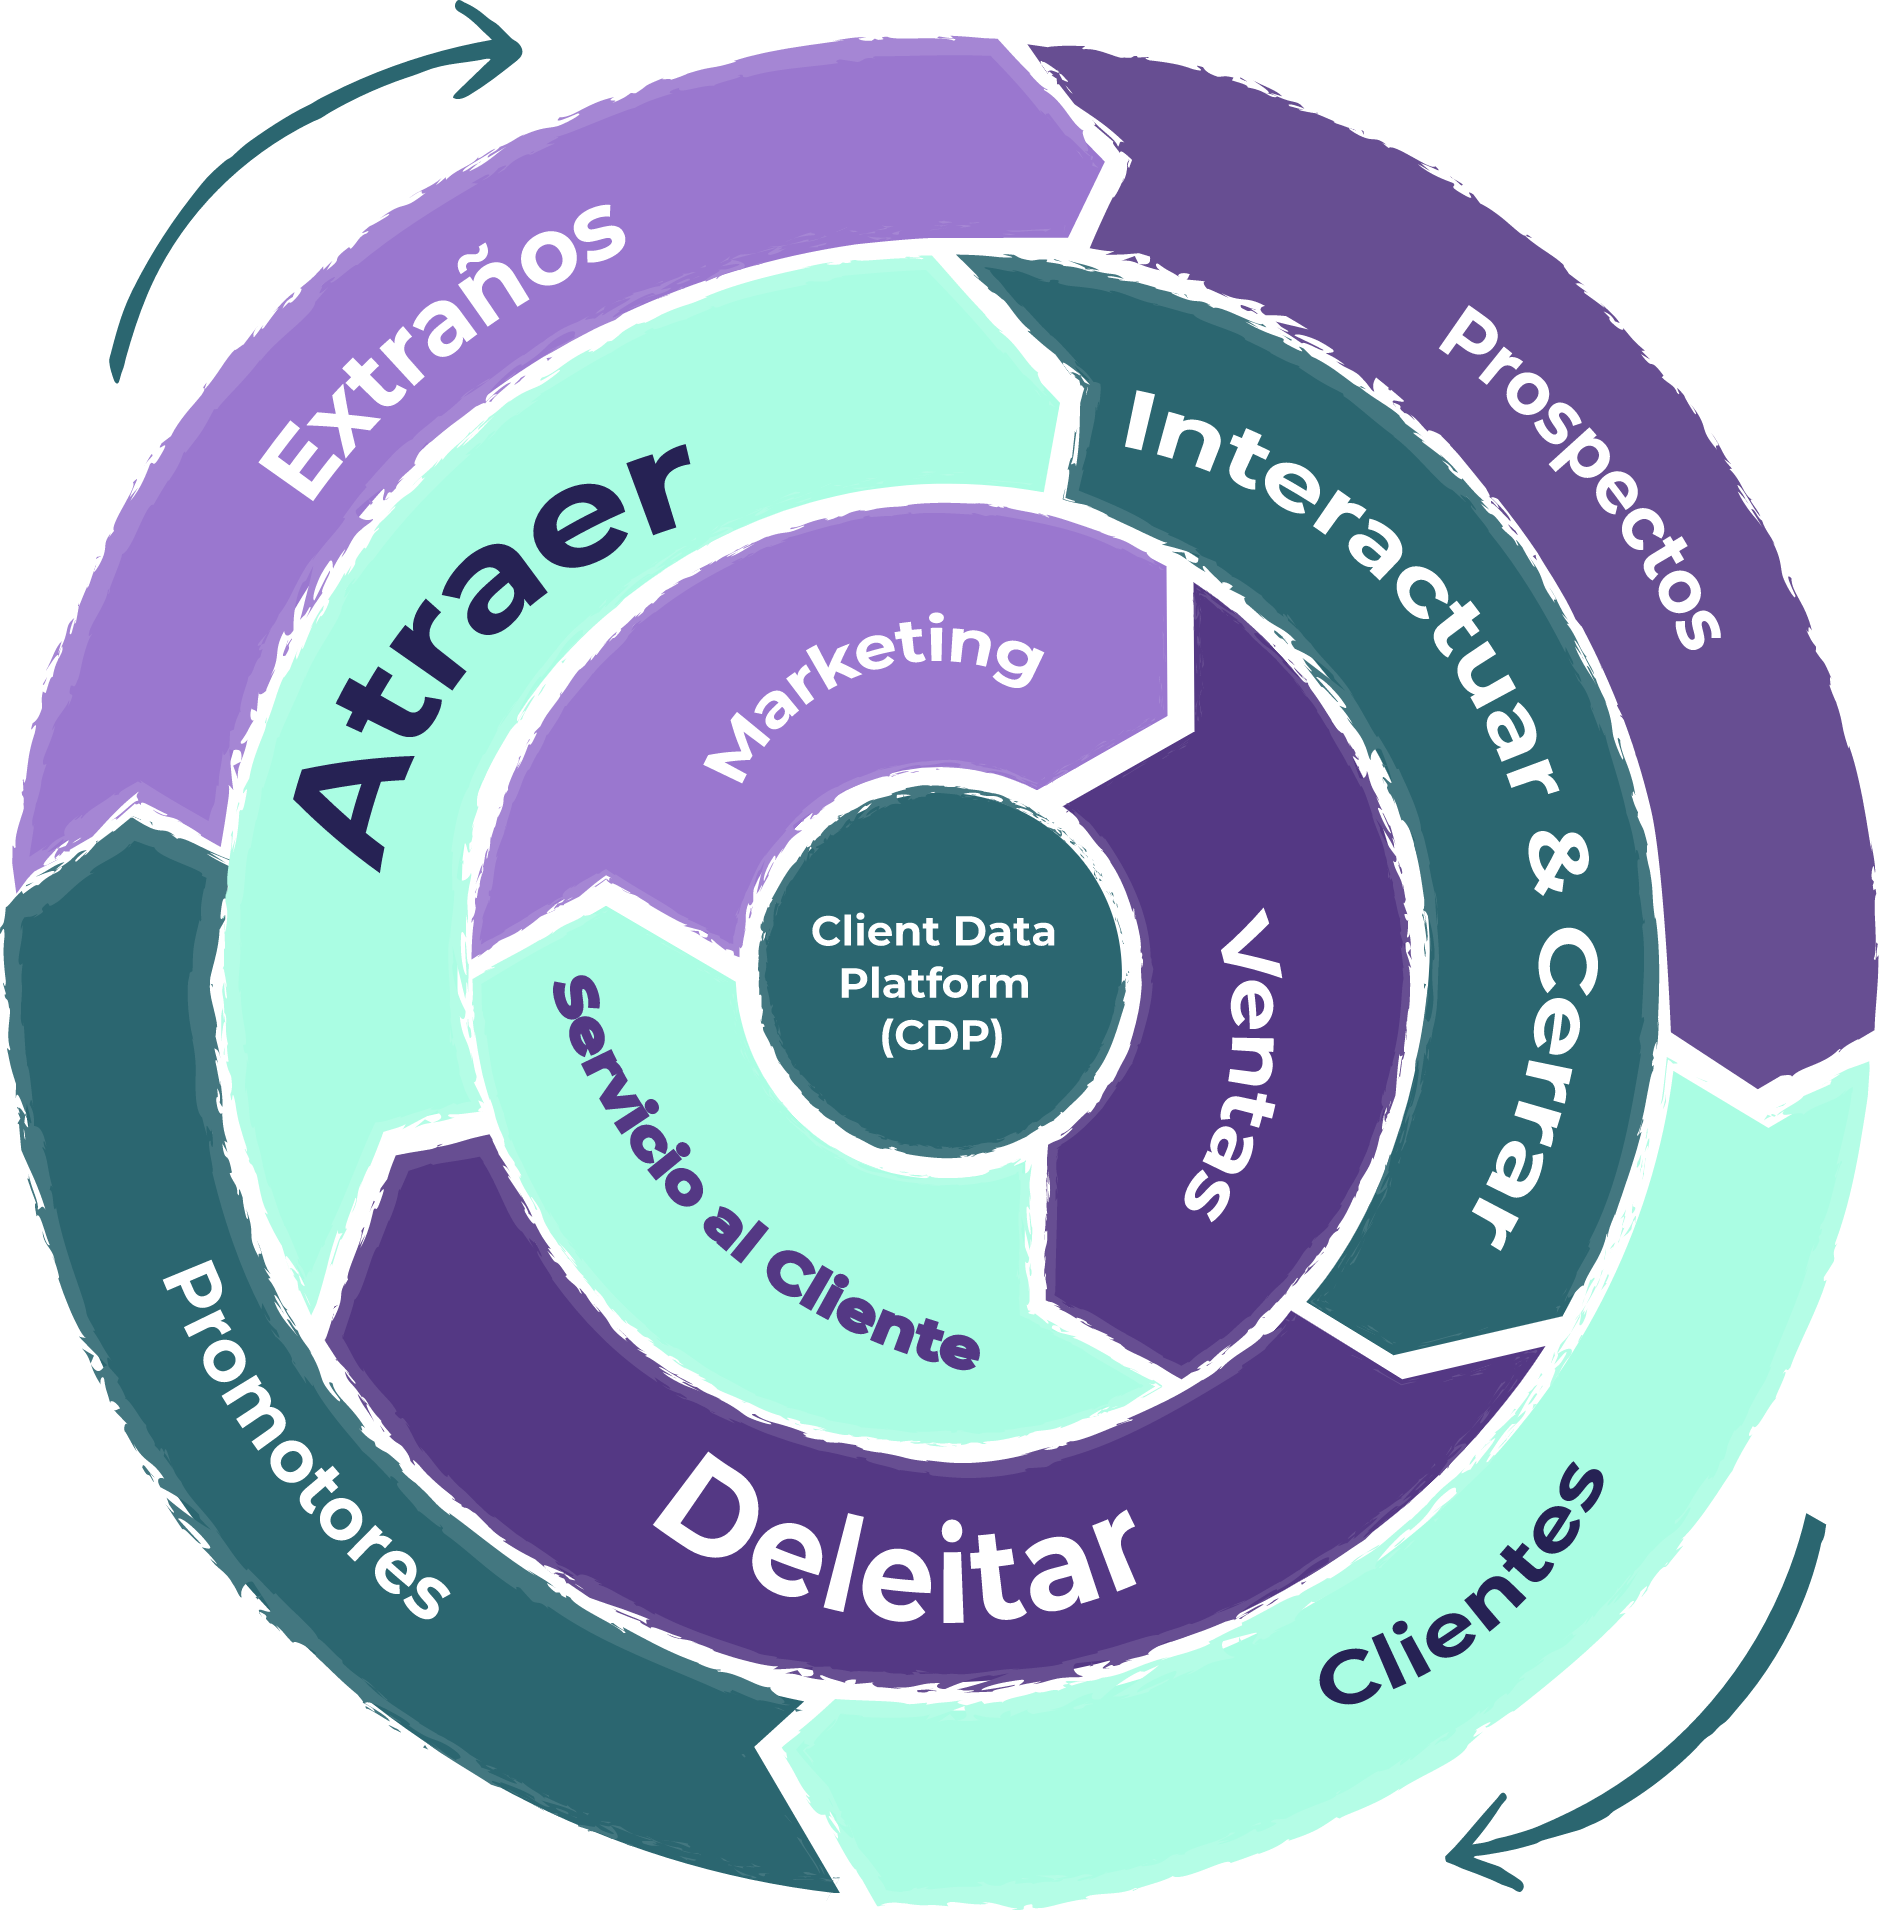 Extraños
Prospectos
Clientes
Promotores
Atraer
Interactuar & Cerrar
Deleitar
Marketing
Ventas
Servicio al Cliente
Client Data
Platform
(CDP)